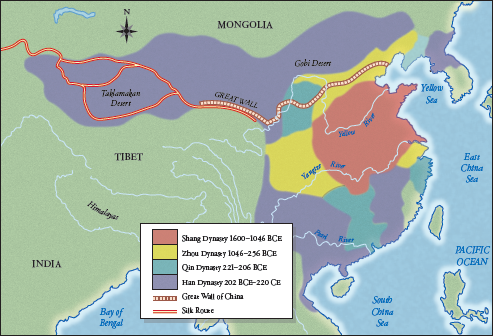 N
MONGOLIA
Gobi Desert
Taklamakan
Desert
GREAT WALL
Yellow
Sea
Yellow River
TIBET
Yangtze River
East
China
Sea
Himalayas
Pearl River
INDIA
PACIFIC
OCEAN
Bay of
Bengal
South
China
Sea
Shang Dynasty 1600–1046 BCE
Zhou Dynasty 1046–256 BCE
Qin Dynasty 221–206 BCE
Han Dynasty 202 BCE–220 CE
Great Wall of China
Silk Route